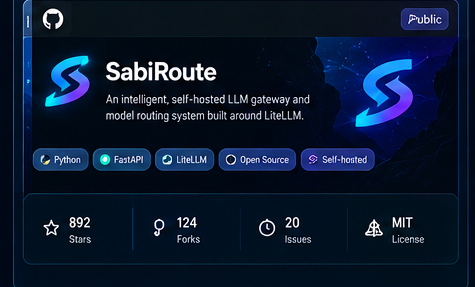 Public
SabiRoute
An intelligent, self-hosted LLM gateway and
model routing system built around LiteLLM.
Python
FastAPI
LiteLLM
Open Source
Self-hosted
892
Stars
124
Forks
20
Issues
MIT
License